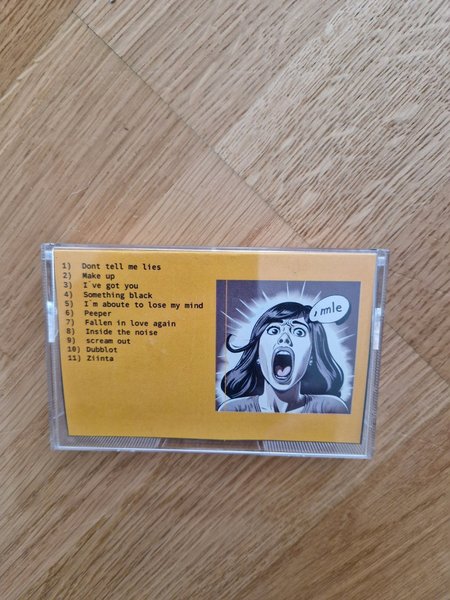 1) Dont tell me lies
2) Make up
3) I´ve got you
4) Something black
5) I´m aboute to lose my mind
6) Peeper
7) Fallen in love again
8) Inside the noise
9) scream out
10) Dubblot
11) Ziinta
, mle